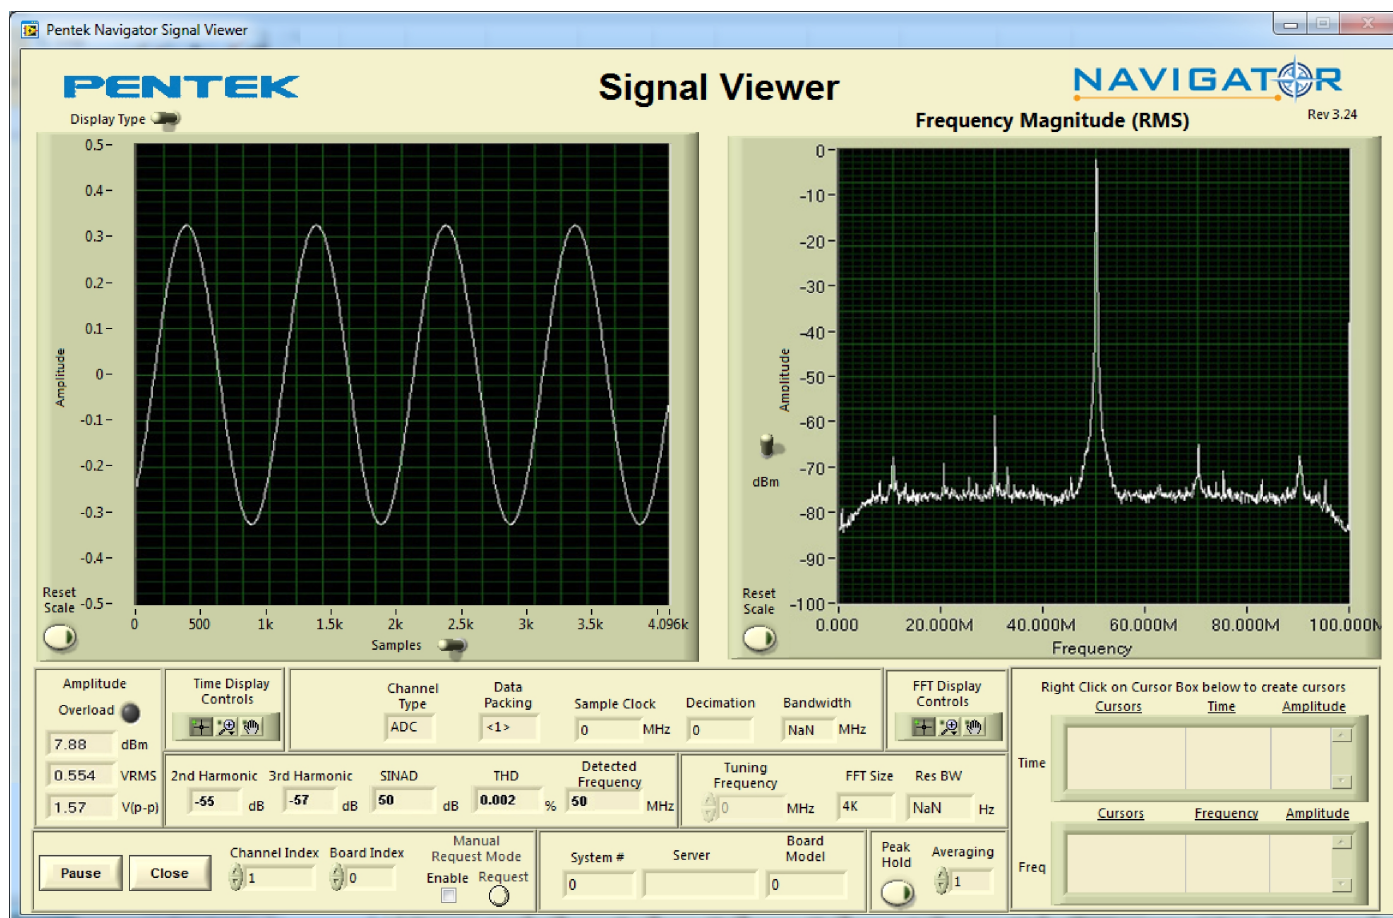 Pentek Navigator Signal Viewer
PENTEK
Signal Viewer
NAVIGATOR
Rev 3.24
Display Type
Frequency Magnitude (RMS)
0.5
0.4
0.3
0.2
0.1
0
-0.1
-0.2
-0.3
-0.4
-0.5
Amplitude
Reset
Scale
0 500 1k 1.5k 2k 2.5k 3k 3.5k 4.096k
Samples
0
-10
-20
-30
-40
-50
-60
-70
-80
-90
-100
Amplitude
dBm
Reset
Scale
0.000 20.000M 40.000M 60.000M 80.000M 100.000M
Frequency
Amplitude
Overload
7.88 dBm
0.554 VRMS
1.57 V(p-p)
Time Display
Controls
Channel
Type
ADC
Data
Packing
<1>
Sample Clock
0 MHz
Decimation
0
Bandwidth
NaN MHz
FFT Display
Controls
2nd Harmonic
-55 dB
3rd Harmonic
-57 dB
SINAD
50 dB
THD
0.002 %
Detected
Frequency
50 MHz
Tuning
Frequency
0 MHz
FFT Size
4K
Res BW
NaN Hz
Right Click on Cursor Box below to create cursors
Cursors Time Amplitude
Time
Cursors Frequency Amplitude
Freq
Pause
Close
Channel Index
1
Board Index
0
Manual
Request Mode
Enable Request
System #
0
Server
Board
Model
0
Peak
Hold
Averaging
1